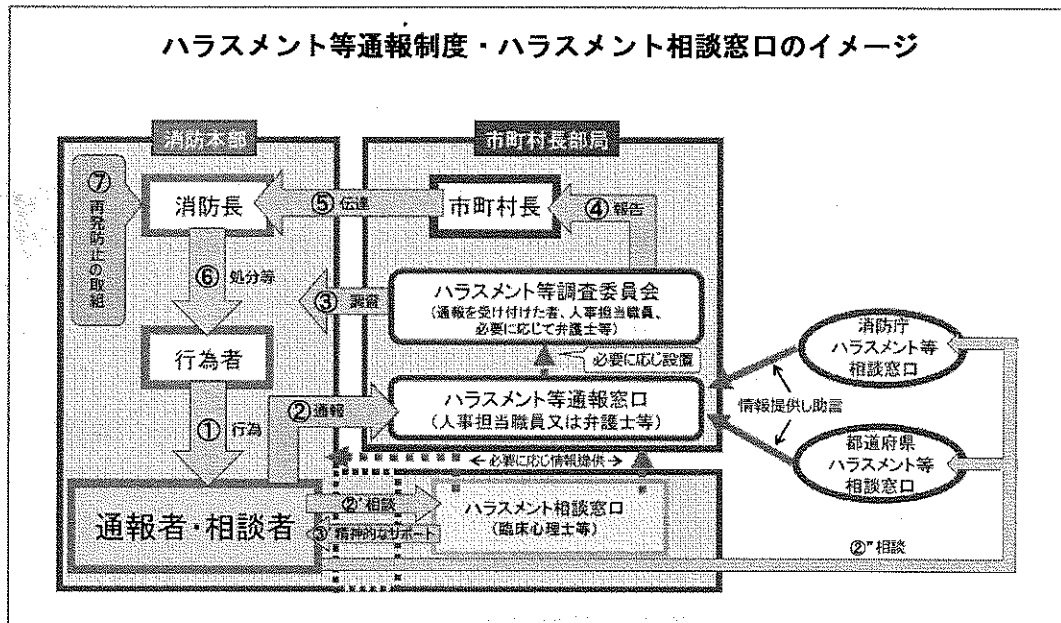 ハラスメント等通報制度・ハラスメント相談窓口のイメージ
消防本部
市町村長部局
⑦再発防止の取組
消防長
⑤伝達
市町村長
④報告
⑥処分等
③調査
ハラスメント等調査委員会
(通報を受け付けた者、人事担当職員、
必要に応じて弁護士等)
消防庁
ハラスメント等
相談窓口
行為者
必要に応じ設置
②通報
ハラスメント等通報窓口
(人事担当職員又は弁護士等)
情報提供し助言
①行為
都道府県
ハラスメント等
相談窓口
←必要に応じ情報提供→
通報者・相談者
②’相談
ハラスメント相談窓口
(臨床心理士等)
③’精神的なサポート
②”相談